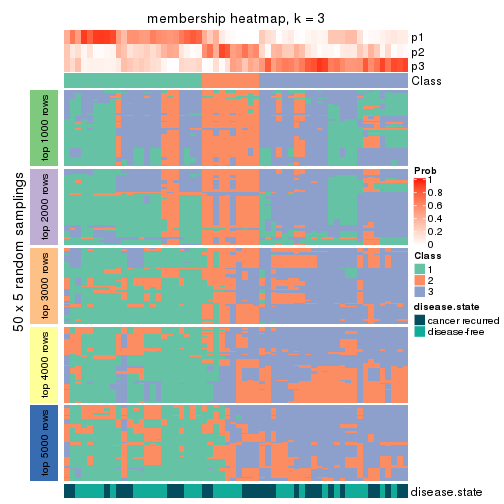 membership heatmap, k = 3
p1
p2
p3
Class
50 x 5 random samplings
top 1000 rows
top 2000 rows
top 3000 rows
top 4000 rows
top 5000 rows
Prob
1
0.8
0.6
0.4
0.2
0
Class
1
2
3
disease.state
cancer recurred
disease-free
disease.state